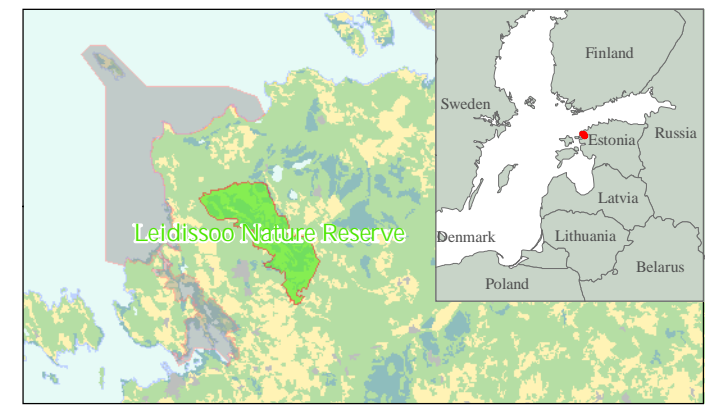 Leidissoo Nature Reserve
Finland
Sweden
Estonia
Russia
Latvia
Denmark
Lithuania
Belarus
Poland